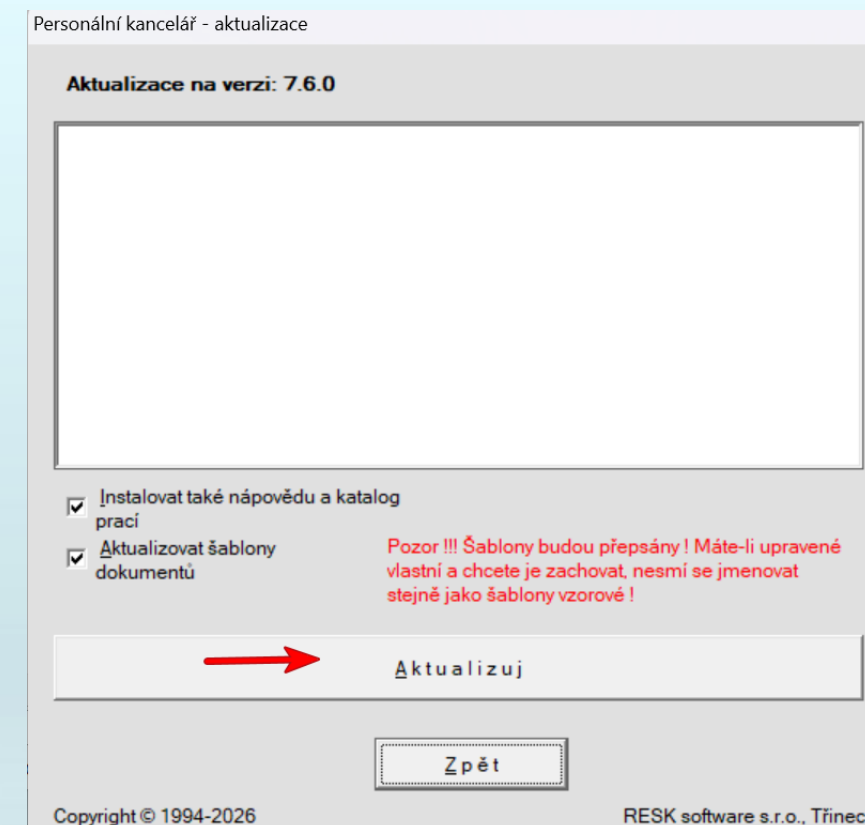 Personální kancelář - aktualizace
Aktualizace na verzi: 7.6.0
Instalovat také nápovědu a katalog
prací
Aktualizovat šablony
dokumentů
Pozor !!! Šablony budou přepsány ! Máte-li upravené
vlastní a chcete je zachovat, nesmí se jmenovat
stejně jako šablony vzorové !
Aktualizuj
Zpět
Copyright © 1994-2026
RESK software s.r.o., Třinec